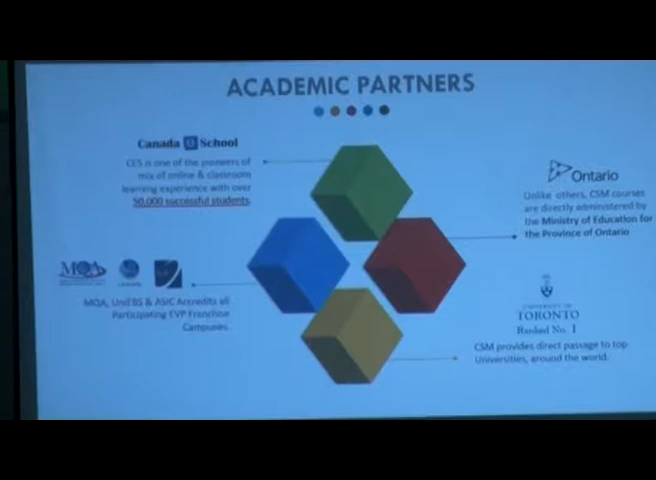 ACADEMIC PARTNERS
Canada School
CES is one of the pioneers of
mix of online & classroom
learning experience with over
50,000 successful students.
Ontario
Unlike others, CSM courses
are directly administered by
the Ministry of Education for
the Province of Ontario
MQA
MQA, UniEBS & ASIC Accredits all
Participating EVP Franchise
Campuses.
UNIVERSITY OF
TORONTO
Ranked No. 1
CSM provides direct passage to top
Universities, around the world.